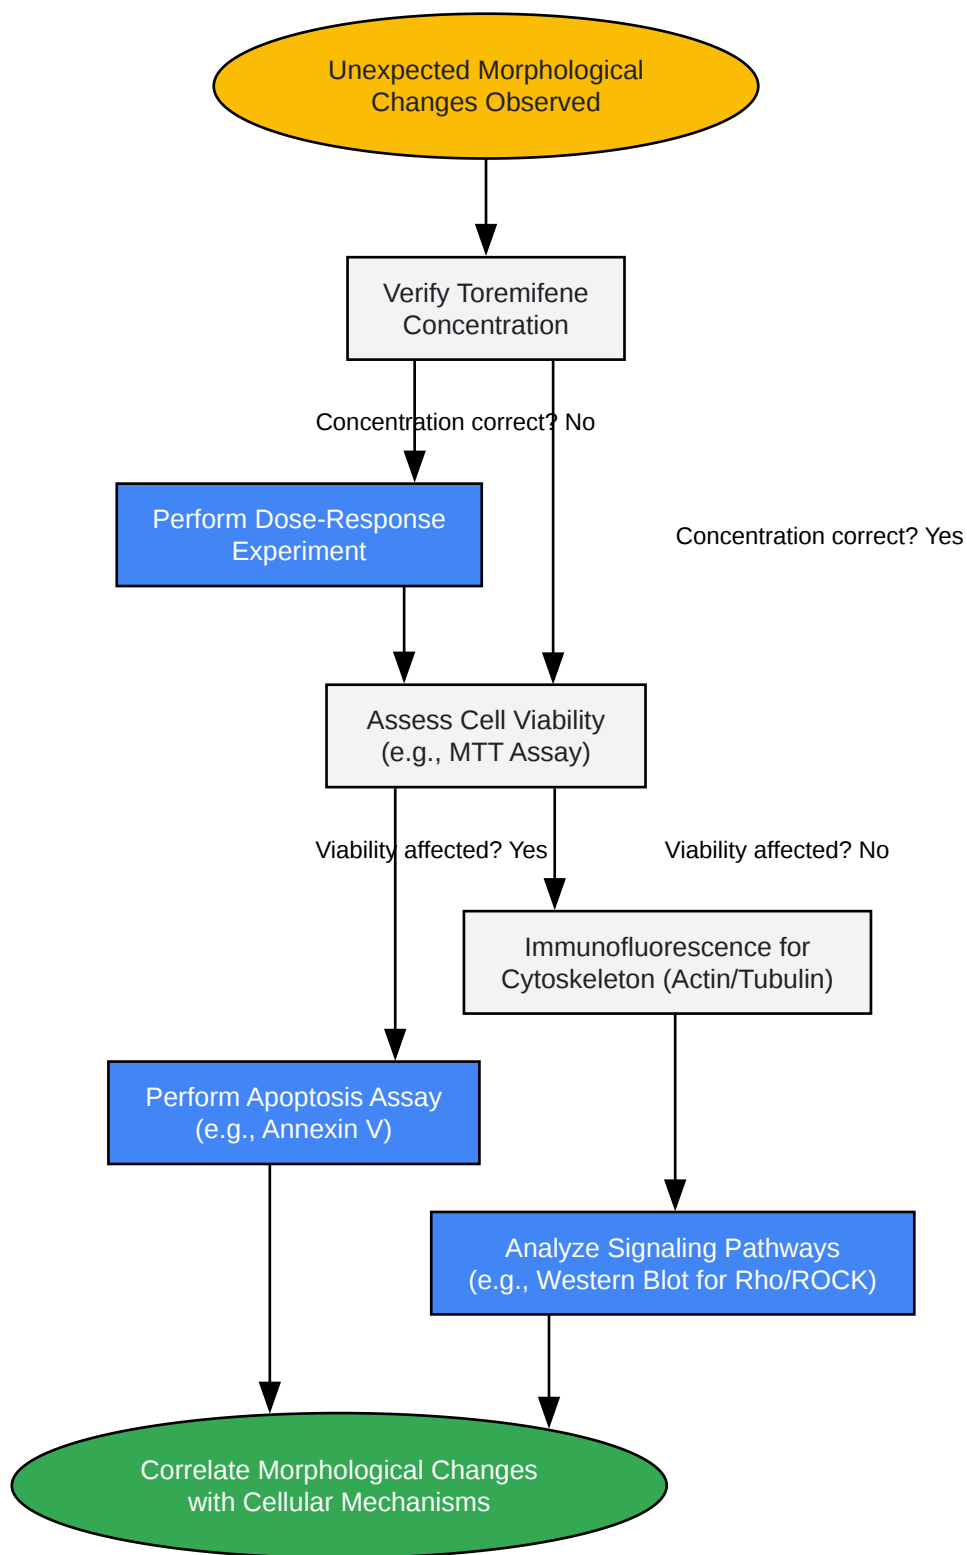 Unexpected Morphological
Changes Observed
Verify Toremifene
Concentration
Concentration correct? No
Perform Dose-Response
Experiment
Concentration correct? Yes
Assess Cell Viability
(e.g., MTT Assay)
Viability affected? Yes
Viability affected? No
Immunofluorescence for
Cytoskeleton (Actin/Tubulin)
Perform Apoptosis Assay
(e.g., Annexin V)
Analyze Signaling Pathways
(e.g., Western Blot for Rho/ROCK)
Correlate Morphological Changes
with Cellular Mechanisms